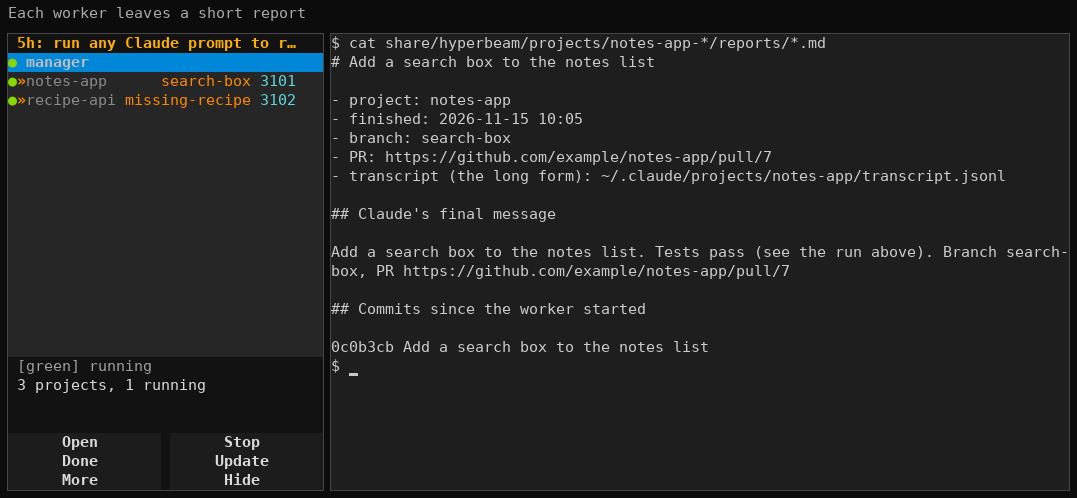 Each worker leaves a short report
5h: run any Claude prompt to r…
● manager
●»notes-app search-box 3101
●»recipe-api missing-recipe 3102
[green] running
3 projects, 1 running
Open Stop
Done Update
More Hide
$ cat share/hyperbeam/projects/notes-app-*/reports/*.md
# Add a search box to the notes list
- project: notes-app
- finished: 2026-11-15 10:05
- branch: search-box
- PR: https://github.com/example/notes-app/pull/7
- transcript (the long form): ~/.claude/projects/notes-app/transcript.jsonl
## Claude's final message
Add a search box to the notes list. Tests pass (see the run above). Branch search-
box, PR https://github.com/example/notes-app/pull/7
## Commits since the worker started
0c0b3cb Add a search box to the notes list
$ _